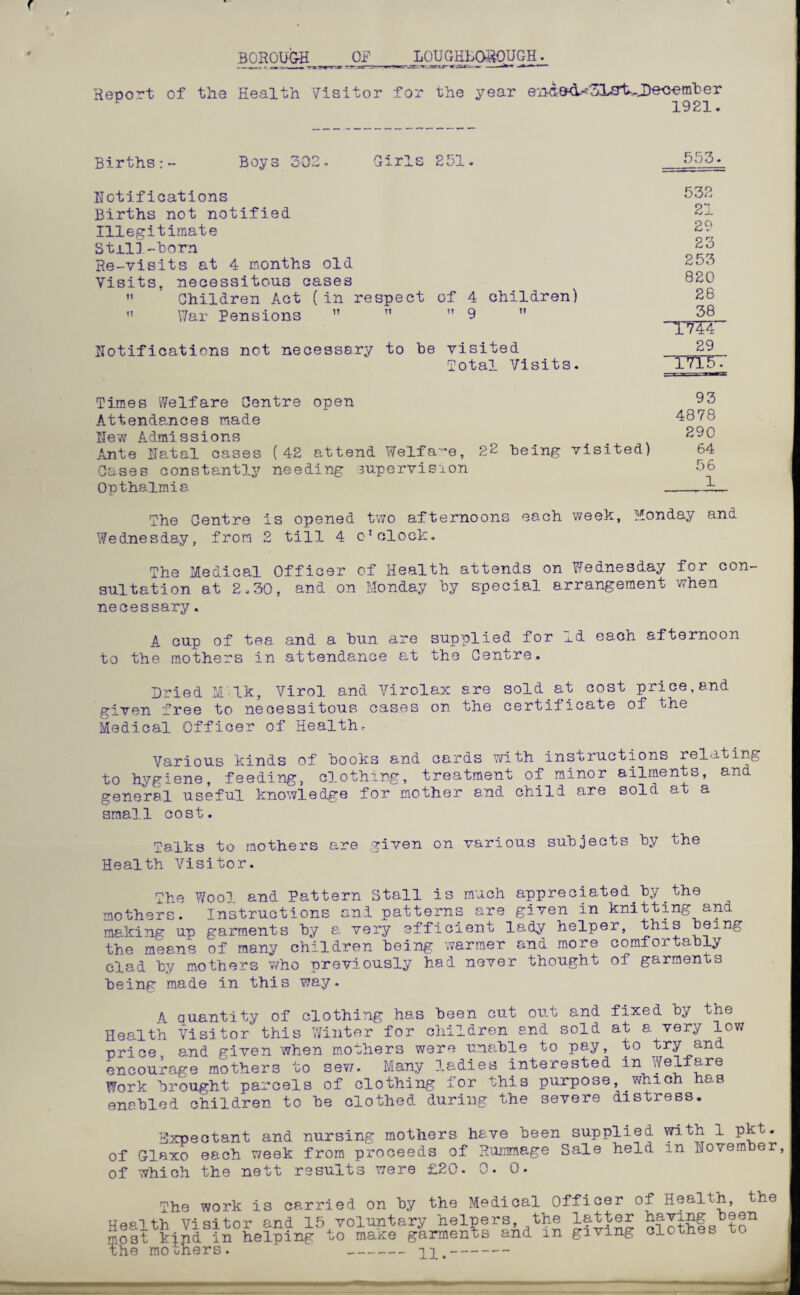 BOROUGH OF LOUGHBOROUGH.
Report of the Health Visitor for the year ended 31st December
1921.
Births:- Boys 302. Girls 251. 553.
Notifications 532
Births not notified 21
Illegitimate 29
Still-born 23
Re-visits at 4 months old 253
Visits, necessitous cases 820
" Children Act (in respect of 4 children) 28
" War Pensions " " " 9 " 38
1744
Notifications not necessary to be visited 29
Total Visits. 1715.
Times Welfare Centre open 93
Attendances made 4878
New Admissions 290
Ante Natal cases (42 attend Welfare, 22 being visited) 64
Cases constantly needing supervision 56
Opthalmia 1
The Centre is opened two afternoons each week, Monday and
Wednesday, from 2 till 4 o'clock.
The Medical Officer of Health attends on Wednesday for con-
sultation at 2.30, and on Monday by special arrangement when
necessary.
A cup of tea and a bun are supplied for 1d each afternoon
to the mothers in attendance at the Centre.
Dried Milk, Virol and Virolax are sold at cost price, and
given free to necessitous cases on the certificate of the
Medical Officer of Health.
Various kinds of books and cards with instructions relating
to hygiene, feeding, clothing, treatment of minor ailments, and
general useful knowledge for mother and child are sold at a
small cost.
Talks to mothers are given on various subjects by the
Health Visitor.
The Wool and Pattern Stall is much appreciated by the
mothers. Instructions and patterns are given in knitting and
making up garments by a very efficient lady helper, this being
the means of many children being warmer and more comfortably
clad by mothers who previously had never thought of garments
being made in this way.
A quantity of clothing has been cut out and fixed by the
Health Visitor this Winter for children and sold at a very low
price, and given when mothers were unable to pay, to try and
encourage mothers to sew. Many ladies interested in Welfare
Work brought parcels of clothing for this purpose, which has
enabled children to be clothed during the severe distress.
Expectant and nursing mothers have been supplied with 1 pkt.
of Glaxo each week from proceeds of Rummage Sale held in November,
of which the nett results were £20. 0. 0.
The work is carried on by the Medical Officer of Health, the
Health Visitor and 15 voluntary helpers, the latter having been
most kind in helping to make garments and in giving clothes to
the mothers. ------ 11.------